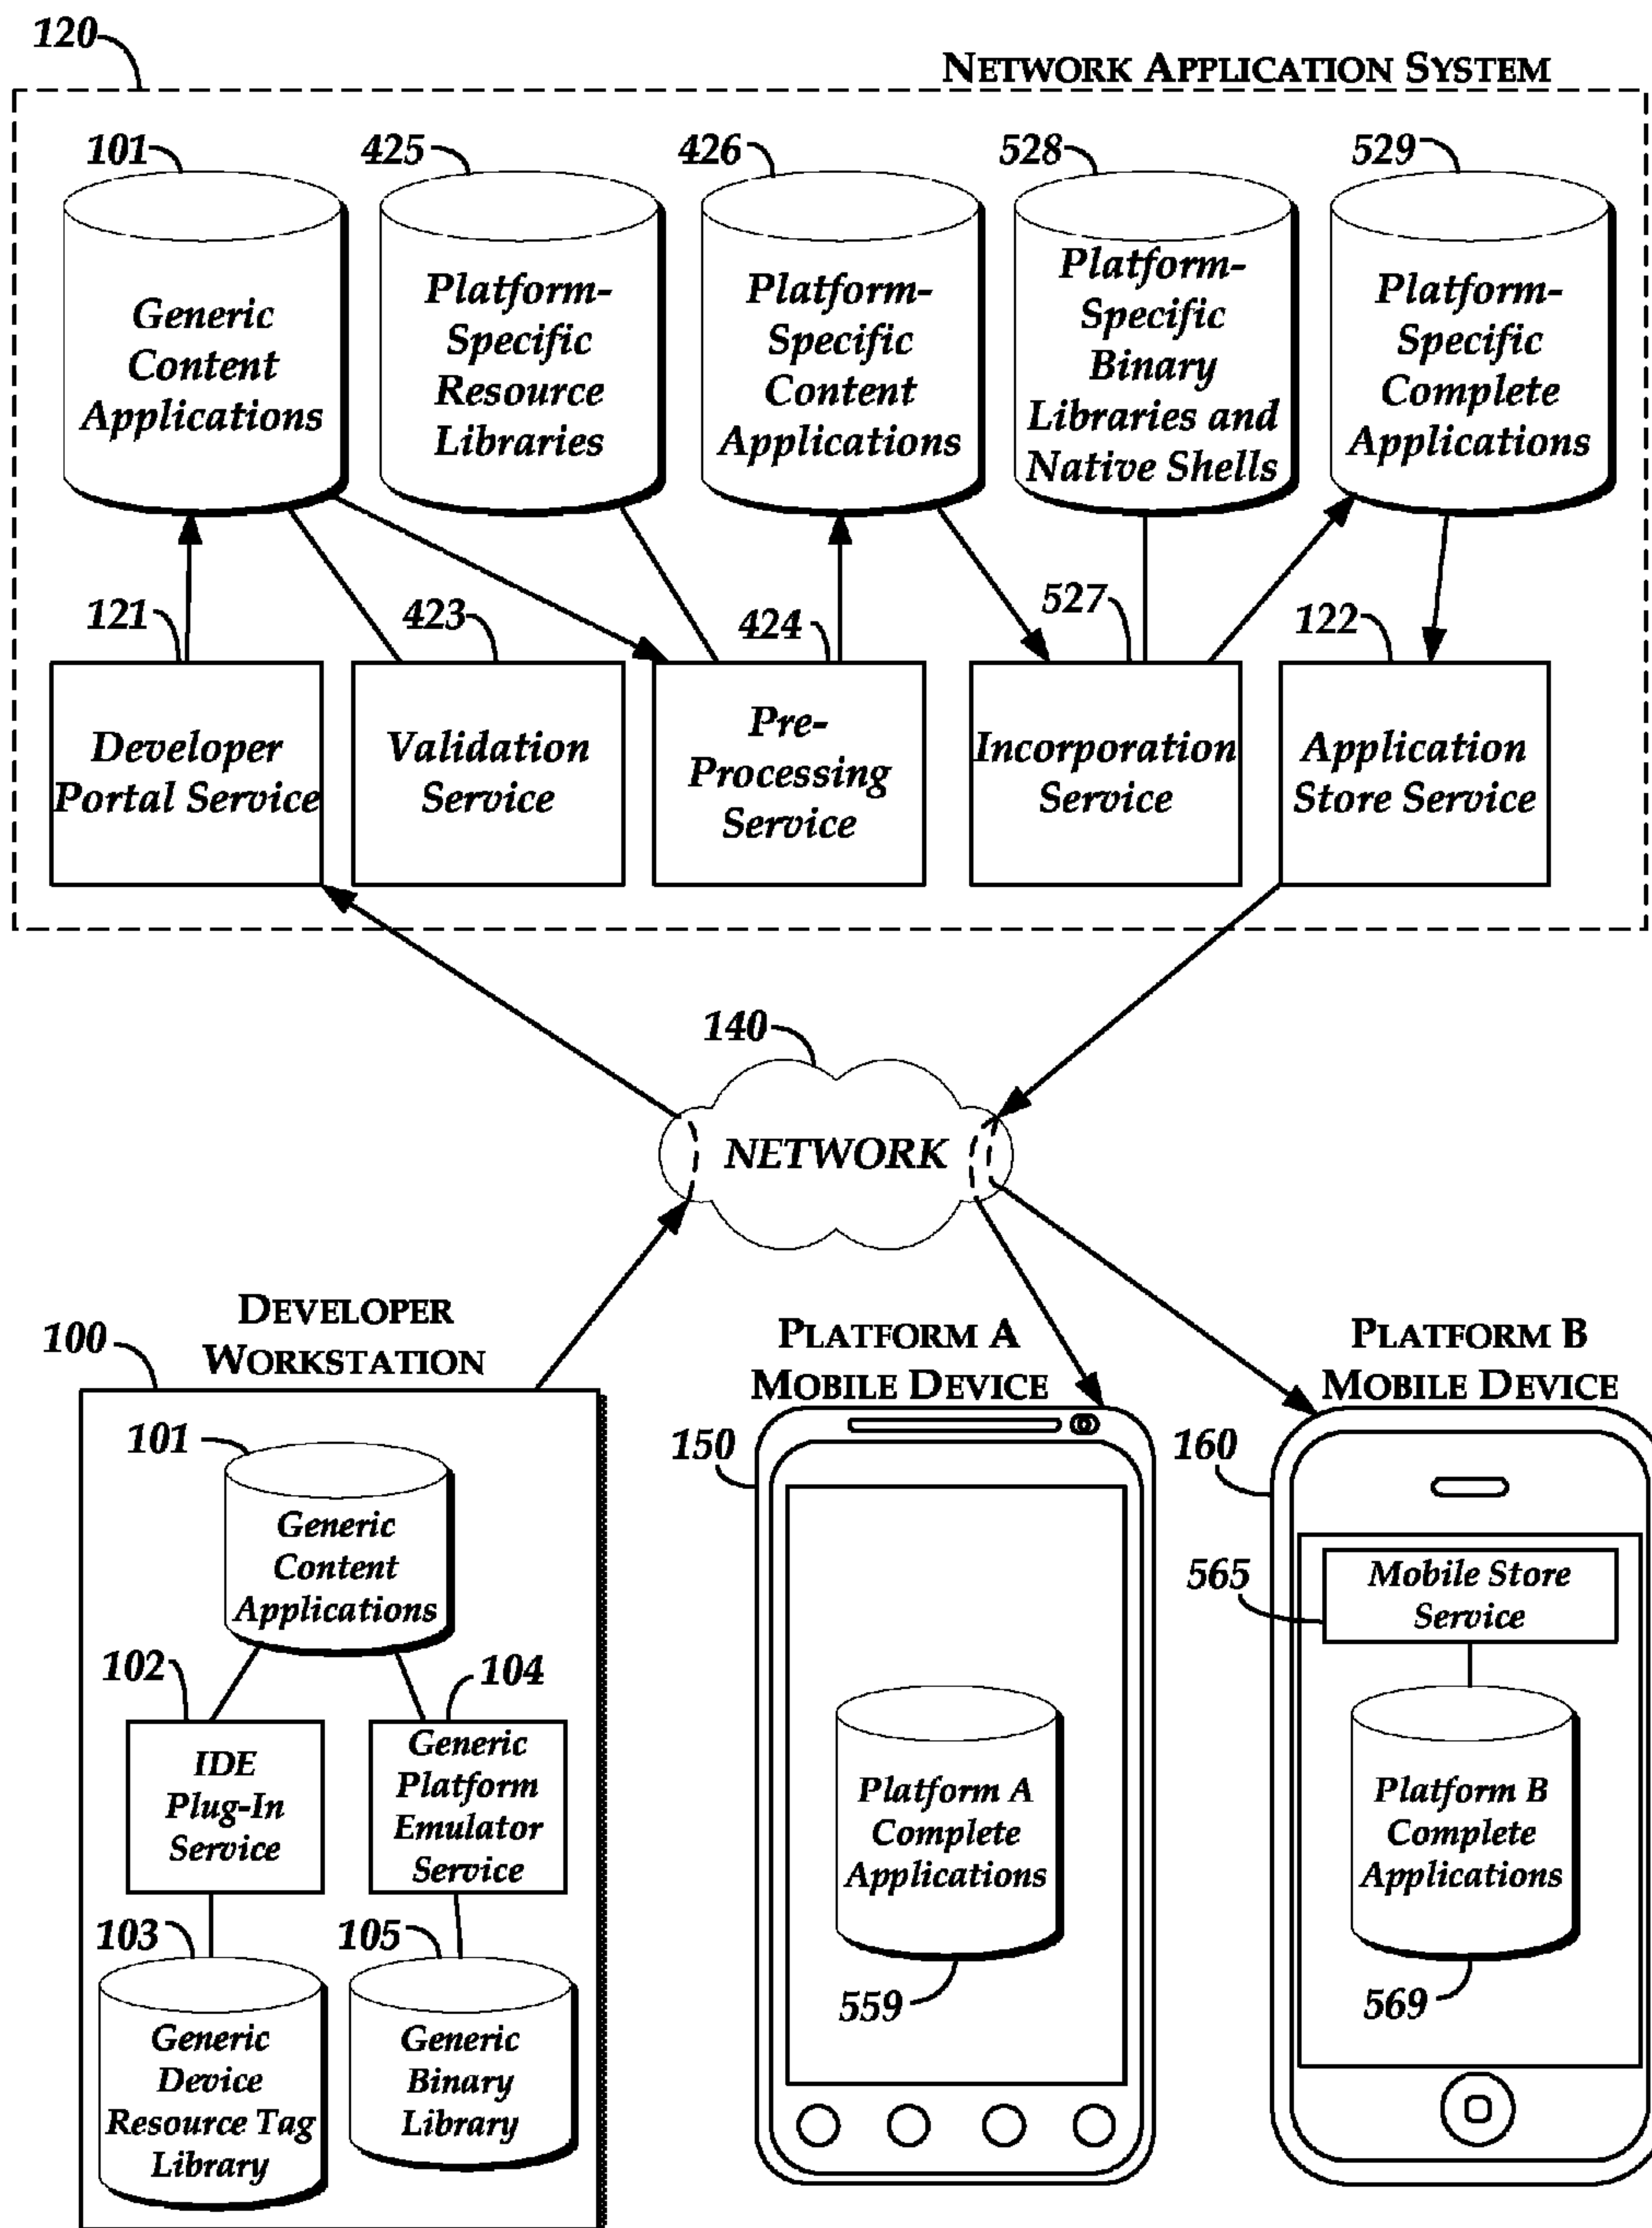 120
NETWORK APPLICATION SYSTEM
101
425
426
528
529
Generic
Content
Applications
Platform-
Specific
Resource
Libraries
Platform-
Specific
Content
Applications
Platform-
Specific
Binary
Libraries and
Native Shells
Platform-
Specific
Complete
Applications
121
423
424
527
122
Developer
Portal Service
Validation
Service
Pre-
Processing
Service
Incorporation
Service
Application
Store Service
140
NETWORK
100
DEVELOPER
WORKSTATION
101
Generic
Content
Applications
102
104
IDE
Plug-In
Service
Generic
Platform
Emulator
Service
103
105
Generic
Device
Resource Tag
Library
Generic
Binary
Library
PLATFORM A
MOBILE DEVICE
150
Platform A
Complete
Applications
559
PLATFORM B
MOBILE DEVICE
160
565
Mobile Store
Service
Platform B
Complete
Applications
569